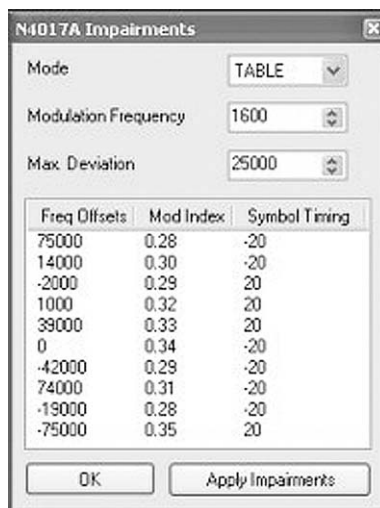 N4017A Impairments
Mode TABLE
Modulation Frequency 1600
Max. Deviation 25000
Freq Offsets Mod Index Symbol Timing
75000 0.28 -20
14000 0.30 -20
-2000 0.29 20
1000 0.32 20
39000 0.33 20
0 0.34 -20
-42000 0.29 -20
74000 0.31 -20
-19000 0.28 -20
-75000 0.35 20
OK Apply Impairments